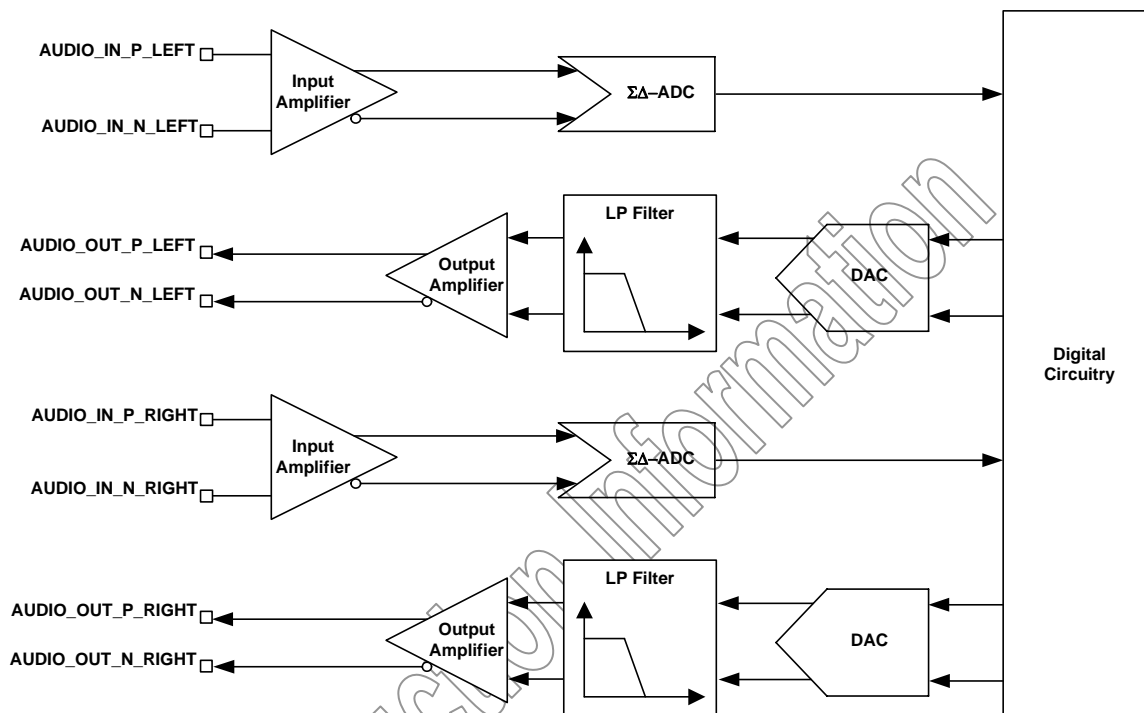 AUDIO_IN_P_LEFT
AUDIO_IN_N_LEFT
Input
Amplifier
ΣΔ–ADC
AUDIO_OUT_P_LEFT
AUDIO_OUT_N_LEFT
Output
Amplifier
LP Filter
DAC
Digital
Circuitry
AUDIO_IN_P_RIGHT
AUDIO_IN_N_RIGHT
Input
Amplifier
ΣΔ–ADC
AUDIO_OUT_P_RIGHT
AUDIO_OUT_N_RIGHT
Output
Amplifier
LP Filter
DAC
Information